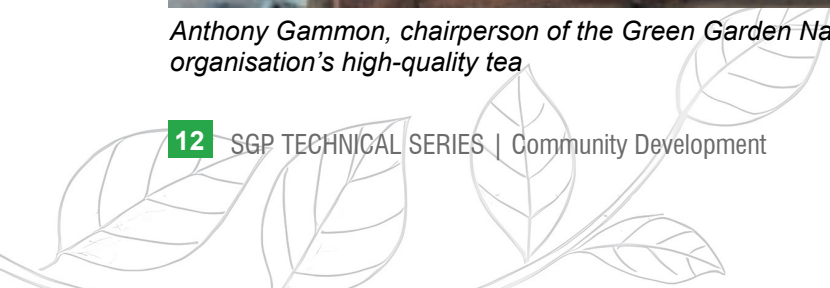 Anthony Gammon, chairperson of the Green Garden Na
organisation's high-quality tea
12 SGP TECHNICAL SERIES | Community Development